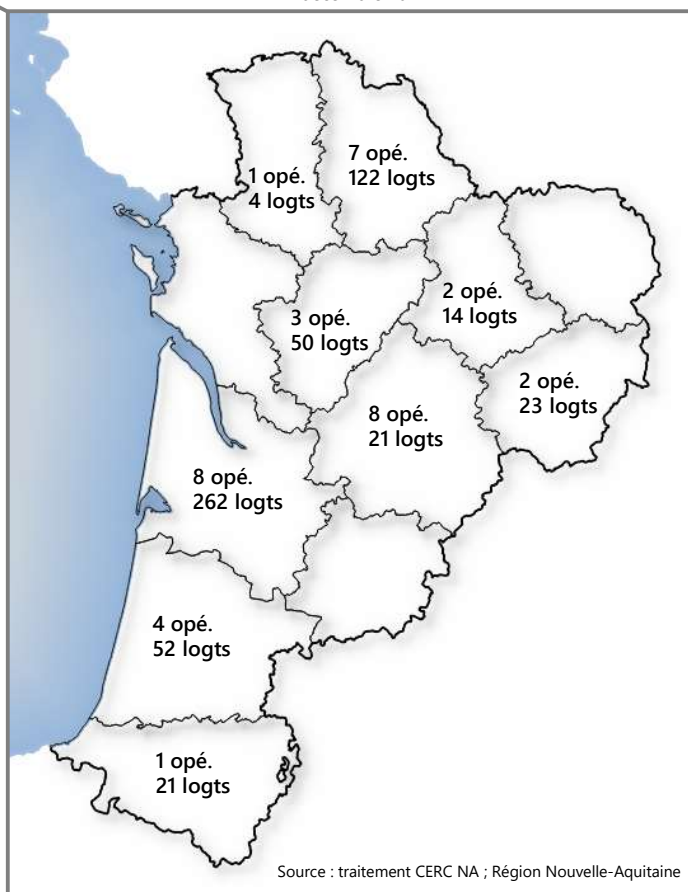 7 opé.
122 logts
1 opé.
4 logts
2 opé.
14 logts
3 opé.
50 logts
2 opé.
23 logts
8 opé.
21 logts
8 opé.
262 logts
4 opé.
52 logts
1 opé.
21 logts
Source : traitement CERC NA ; Région Nouvelle-Aquitaine